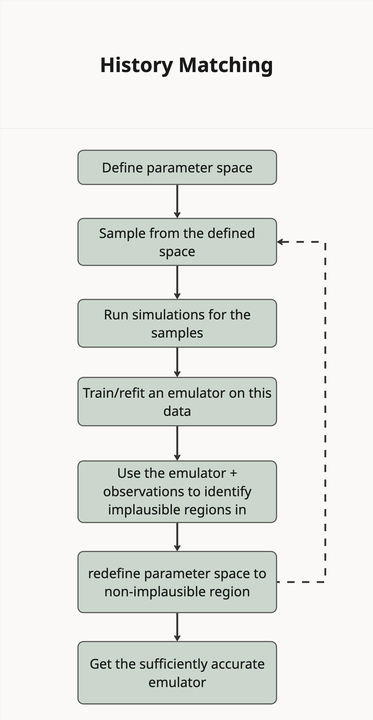 History Matching
Define parameter space
Sample from the defined
space
Run simulations for the
samples
Train/refit an emulator on this
data
Use the emulator +
observations to identify
implausible regions in
redefine parameter space to
non-implausible region
Get the sufficiently accurate
emulator